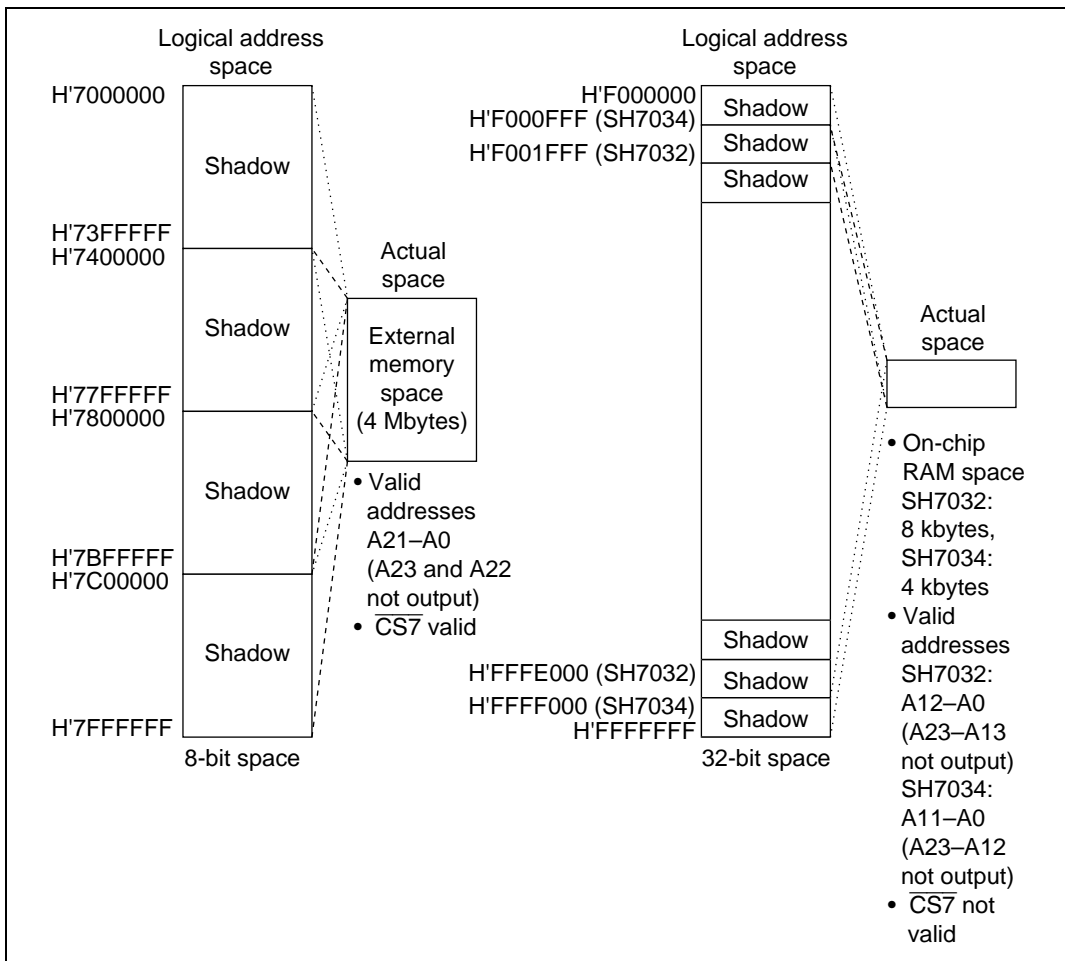 Logical address
space
H'7000000
Shadow
H'73FFFFF
H'7400000
Shadow
H'77FFFFF
H'7800000
Shadow
H'7BFFFFF
H'7C00000
Shadow
H'7FFFFFF
8-bit space
Actual
space
External
memory
space
(4 Mbytes)
• Valid
addresses
A21–A0
(A23 and A22
not output)
• CS7 valid
Logical address
space
H'F000000
Shadow
H'F000FFF (SH7034)
Shadow
H'F001FFF (SH7032)
Shadow
Shadow
H'FFFE000 (SH7032)
Shadow
H'FFFF000 (SH7034)
Shadow
H'FFFFFFF
32-bit space
Actual
space
• On-chip
RAM space
SH7032:
8 kbytes,
SH7034:
4 kbytes
• Valid
addresses
SH7032:
A12–A0
(A23–A13
not output)
SH7034:
A11–A0
(A23–A12
not output)
• CS7 not
valid